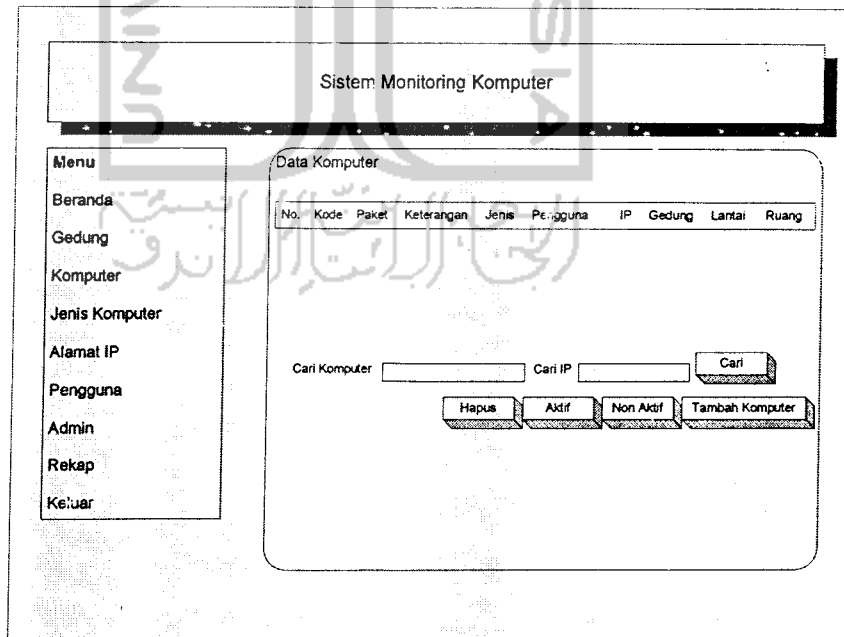 Sistem Monitoring Komputer
Menu
Beranda
Gedung
Komputer
Jenis Komputer
Alamat IP
Pengguna
Admin
Rekap
Keluar
Data Komputer
No. Kode Paket Keterangan Jenis Pengguna IP Gedung Lantai Ruang
Cari Komputer Cari IP Cari
Hapus Aktif Non Aktif Tambah Komputer